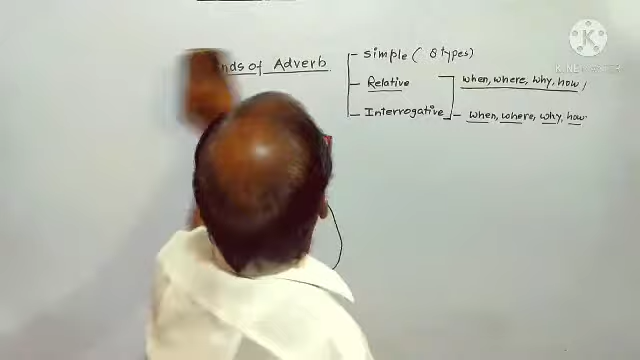 simple ( 8 types)
nds of Adverb
Relative when, where, why, how,
Interrogative - when, where, why, how.
KINEMASTER